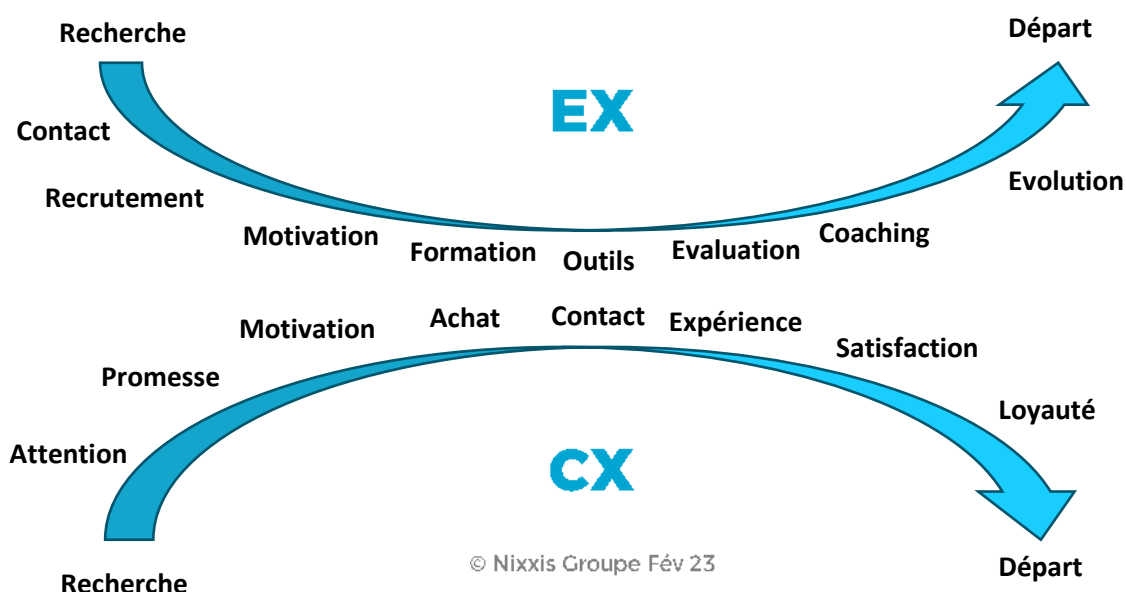 Recherche
Départ
EX
Contact
Recrutement
Evolution
Motivation
Formation
Outils
Evaluation
Coaching
Motivation
Achat
Contact
Expérience
Satisfaction
Promesse
Loyauté
Attention
CX
© Nixxis Groupe Fév 23
Recherche
Départ